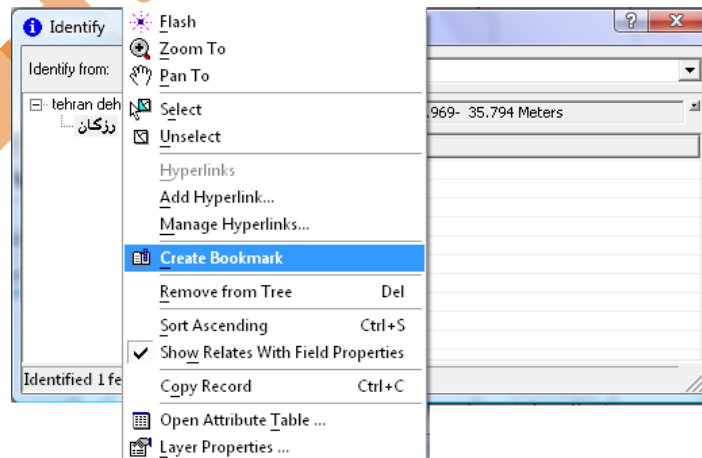 Identify
Flash
Zoom To
Identify from:
Pan To
tehran deh
Select
.969- 35.794 Meters
رزكان
Unselect
Hyperlinks
Add Hyperlink...
Manage Hyperlinks...
Create Bookmark
Remove from Tree Del
Sort Ascending Ctrl+S
Show Relates With Field Properties
Identified 1 fe
Copy Record Ctrl+C
Open Attribute Table ...
Layer Properties ...